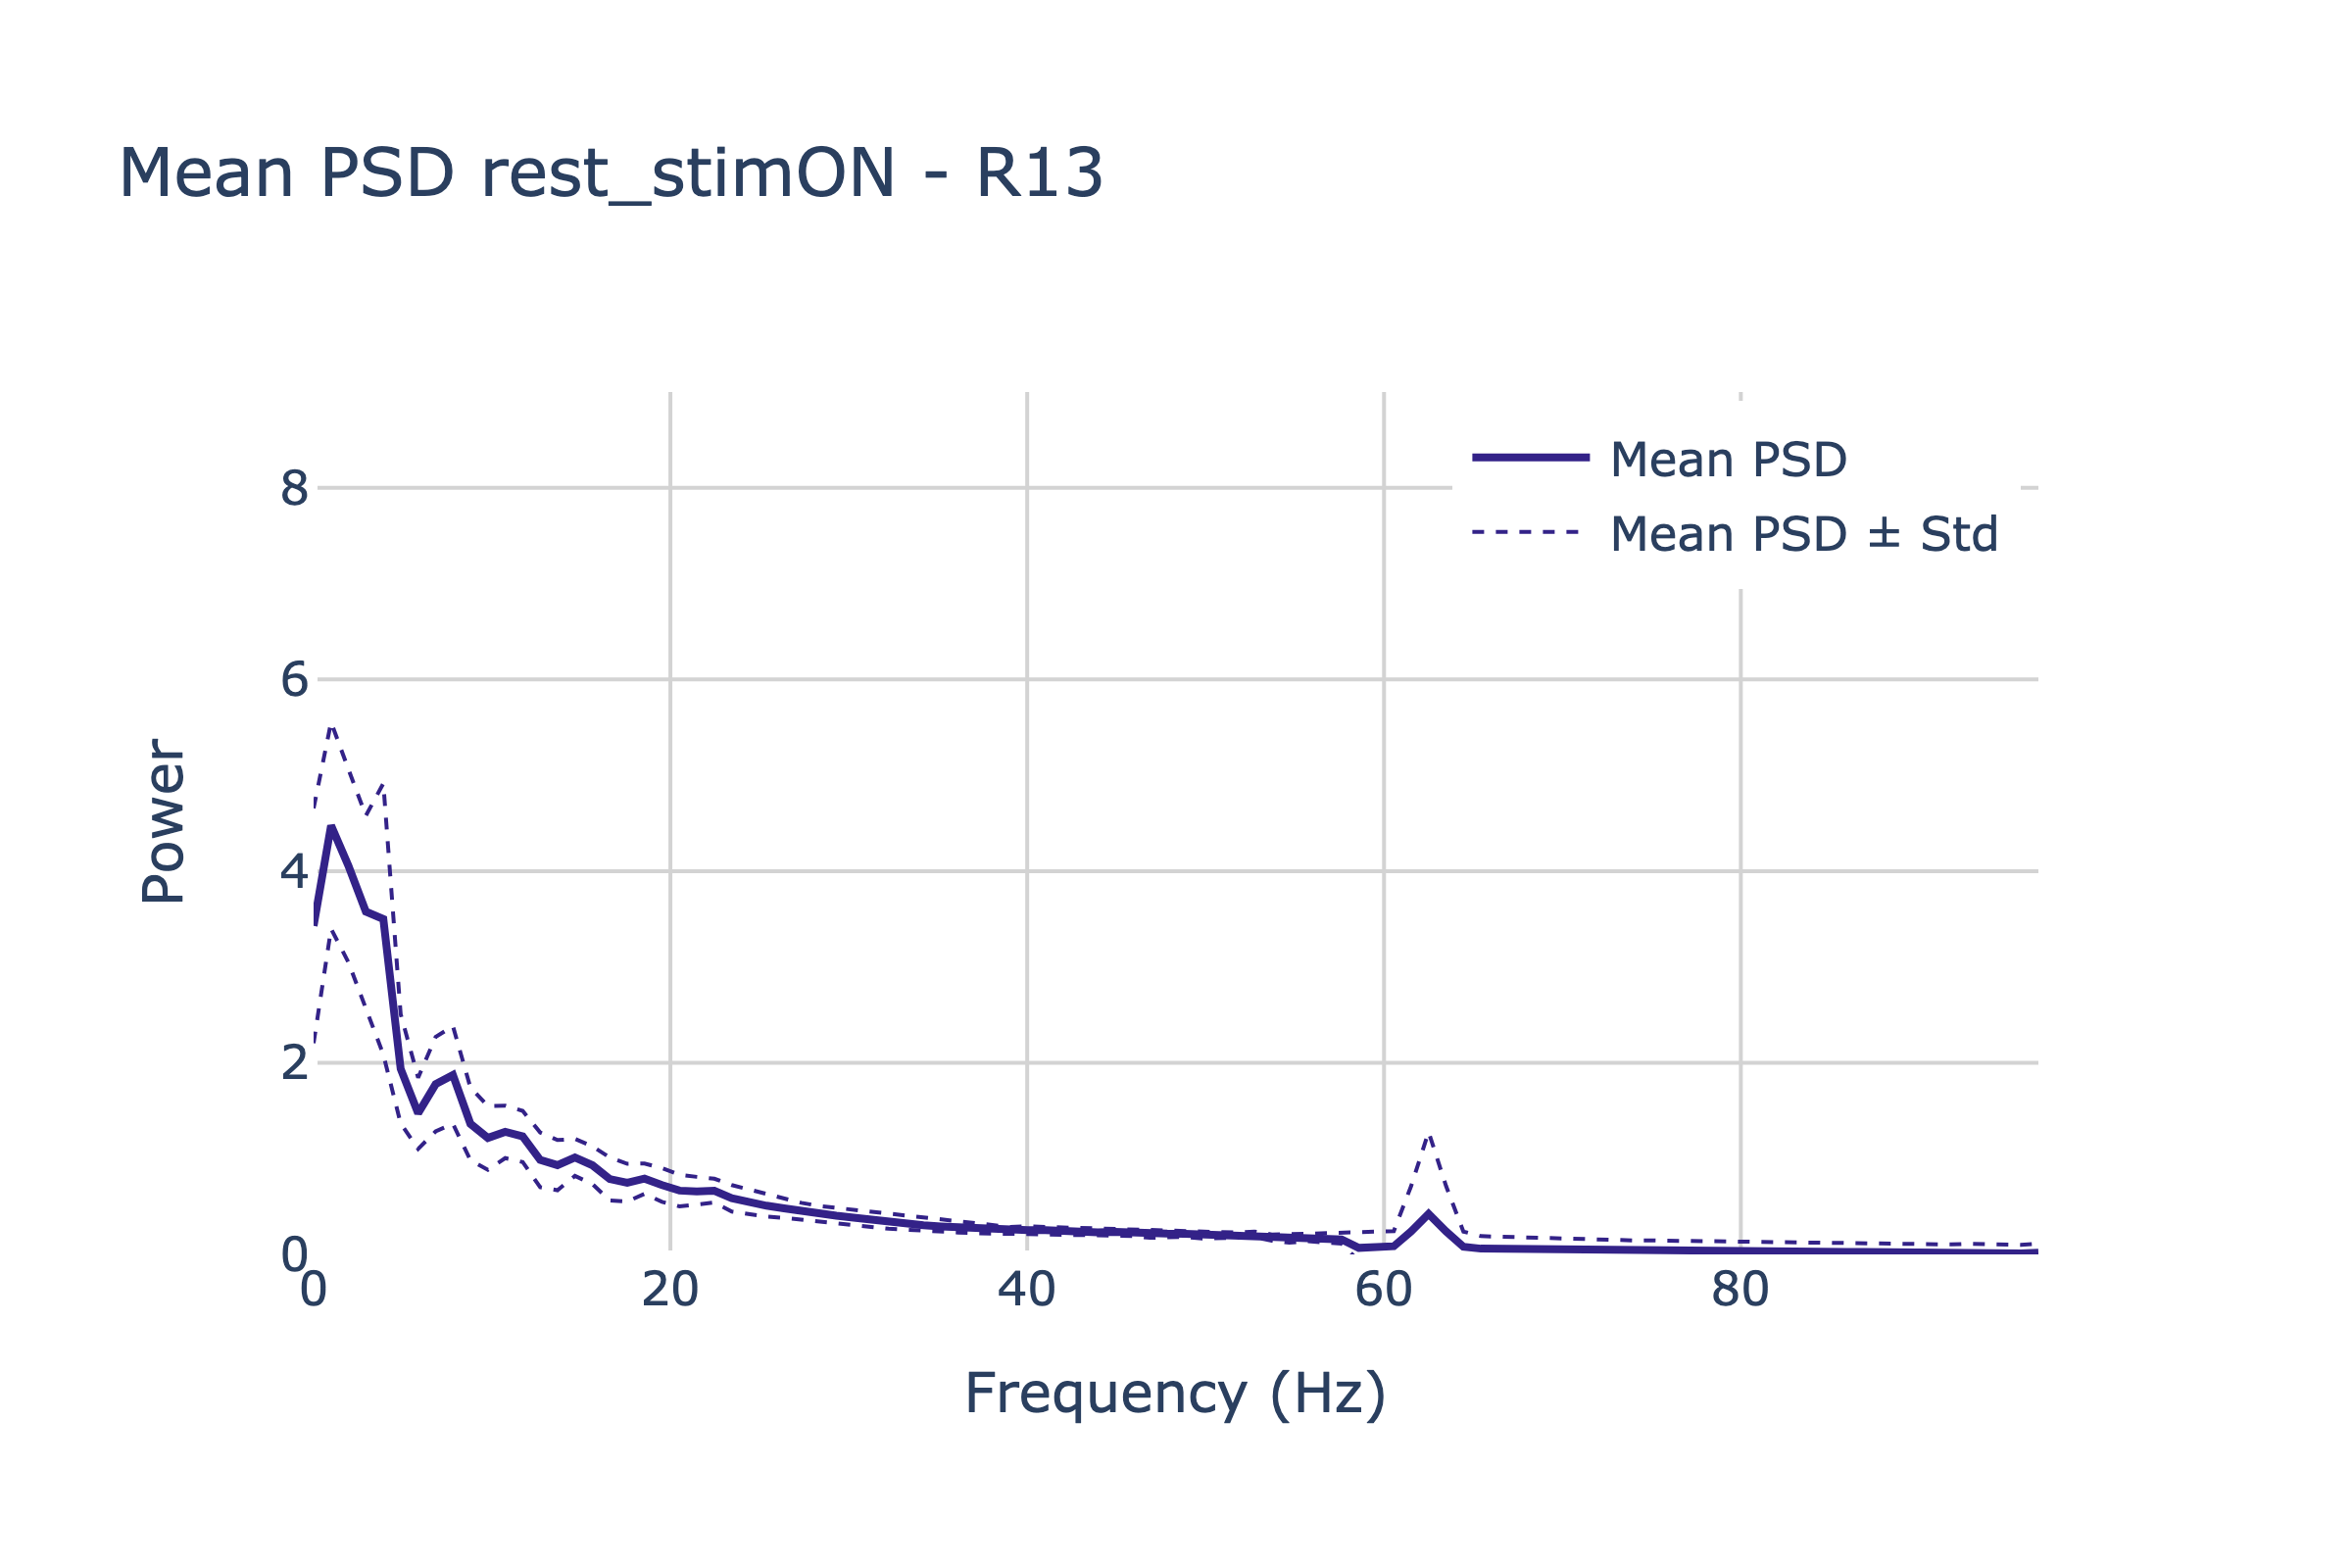 Mean PSD rest_stimON - R13
Mean PSD
Mean PSD ± Std
8
6
4
2
0
Power
0 20 40 60 80
Frequency (Hz)